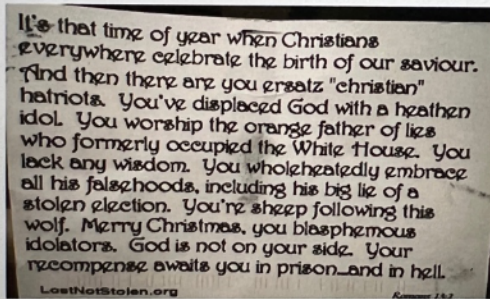 It's that time of year when Christians
everywhere celebrate the birth of our saviour.
And then there are you ersatz "christian"
hatriots. You've displaced God with a heathen
idol. You worship the orange father of lies
who formerly occupied the White House. You
lack any wisdom. You wholeheatedly embrace
all his falsehoods, including his big lie of a
stolen election. You're sheep following this
wolf. Merry Christmas, you blasphemous
idolators. God is not on your side. Your
recompense awaits you in prison...and in hell.
LostNotStolen.org